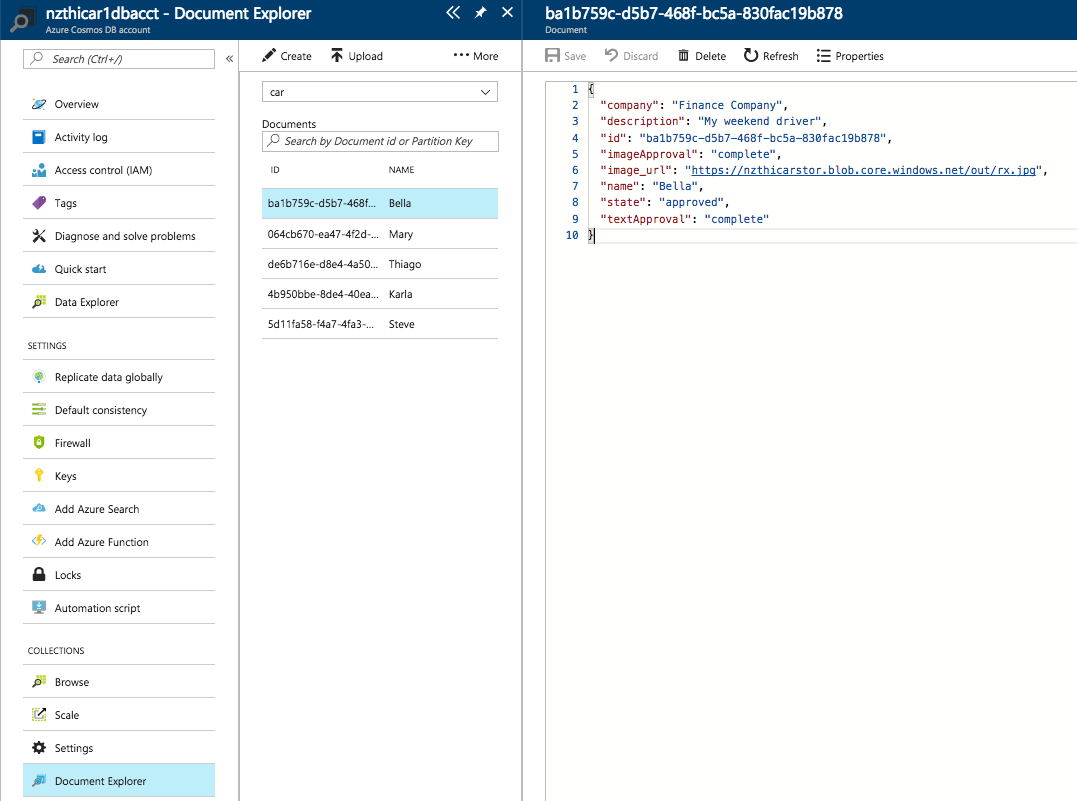 nzthicar1dbacct - Document Explorer
Azure Cosmos DB account
Search (Ctrl+/)
Overview
Activity log
Access control (IAM)
Tags
Diagnose and solve problems
Quick start
Data Explorer
SETTINGS
Replicate data globally
Default consistency
Firewall
Keys
Add Azure Search
Add Azure Function
Locks
Automation script
COLLECTIONS
Browse
Scale
Settings
Document Explorer
Create Upload ••• More
car
Documents
Search by Document id or Partition Key
ID NAME
ba1b759c-d5b7-468f... Bella
064cb670-ea47-4f2d-... Mary
de6b716e-d8e4-4a50... Thiago
4b950bbe-8de4-40ea... Karla
5d11fa58-f4a7-4fa3-... Steve
ba1b759c-d5b7-468f-bc5a-830fac19b878
Document
Save Discard Delete Refresh Properties
1 {
2 "company": "Finance Company",
3 "description": "My weekend driver",
4 "id": "ba1b759c-d5b7-468f-bc5a-830fac19b878",
5 "imageApproval": "complete",
6 "image_url": "https://nzthicarstor.blob.core.windows.net/out/rx.jpg",
7 "name": "Bella",
8 "state": "approved",
9 "textApproval": "complete"
10 }